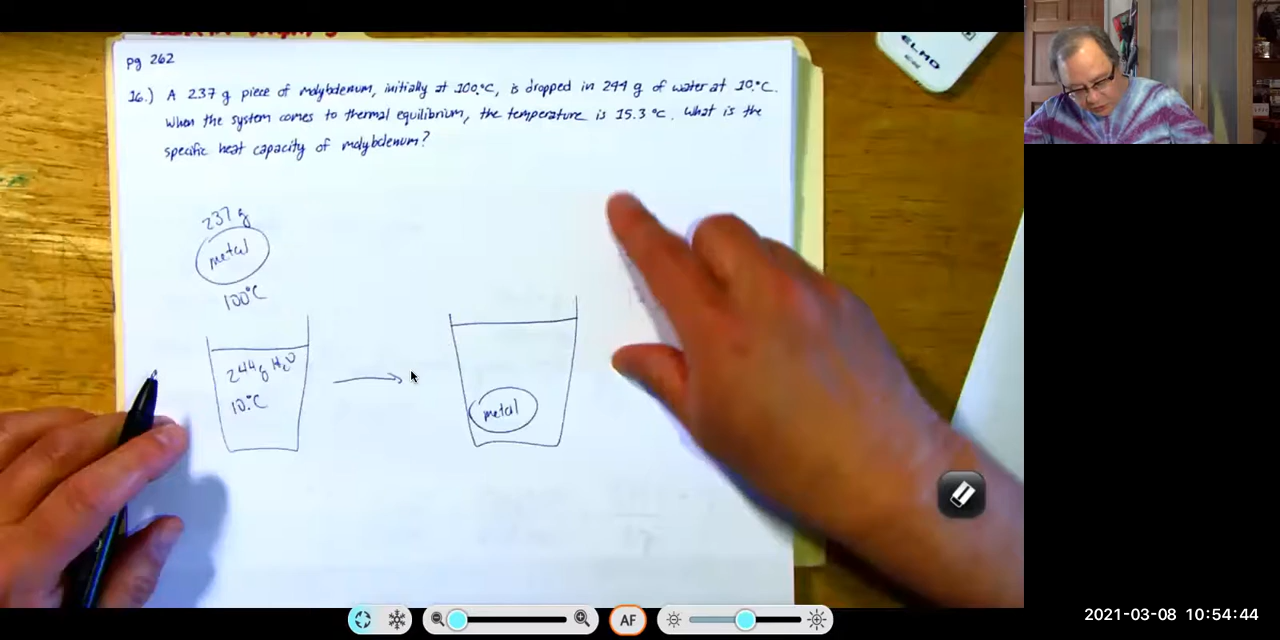 pg 262
16.) A 237 g piece of molybdenum, initially at 100.°C, is dropped in 244 g of water at 10.°C.
When the system comes to thermal equilibrium, the temperature is 15.3 °C. What is the
specific heat capacity of molybdenum?
237 g
metal
100°C
244 g H2O
10.°C
metal
ELMO
AF
2021-03-08 10:54:44